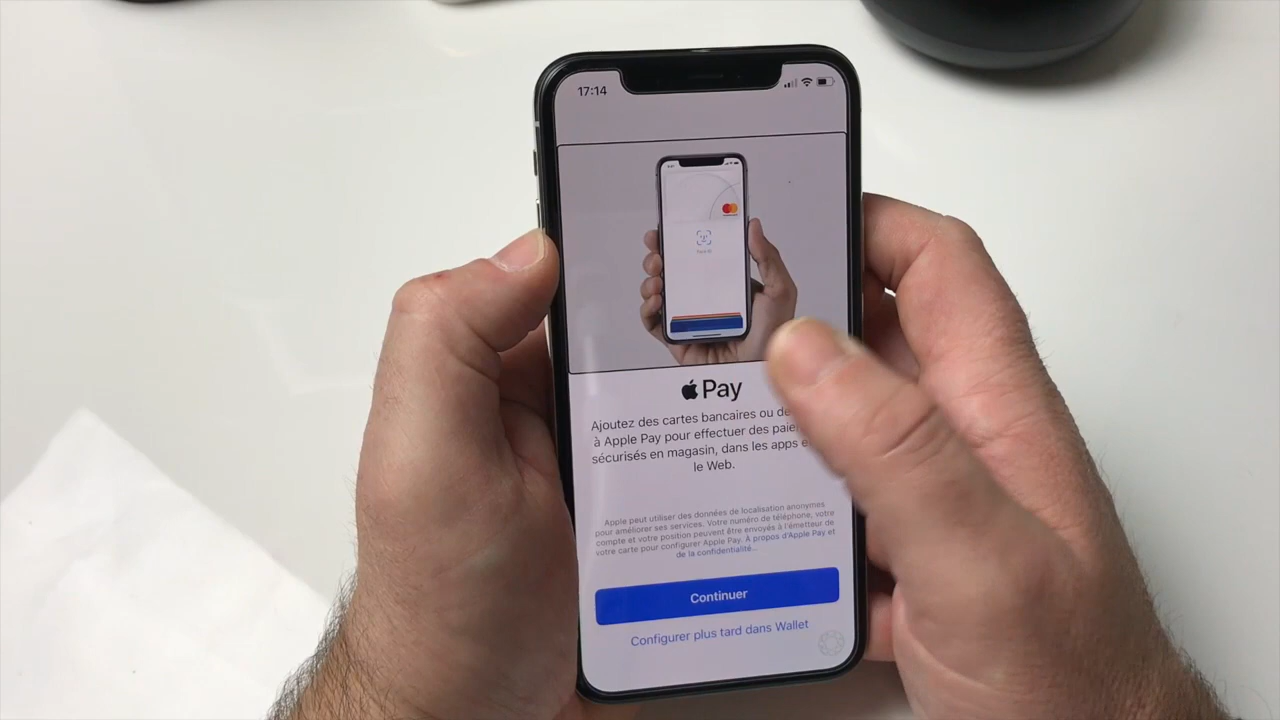 17:14
Pay
Ajoutez des cartes bancaires ou de
à Apple Pay pour effectuer des
sécurisés en magasin, dans les apps
le Web.
Apple peut utiliser des données de localisation anonymes
pour améliorer ses services. Votre numéro de téléphone, votre
compte et votre position peuvent être envoyés à l'émetteur de
votre carte pour configurer Apple Pay. À propos d'Apple Pay et
de la confidentialité...
Continuer
Configurer plus tard dans Wallet